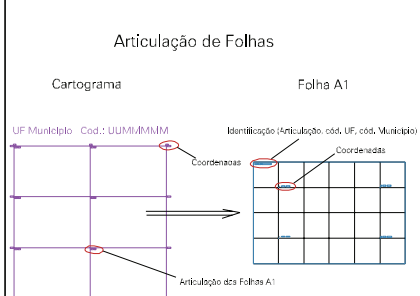 Articulação de Folhas
Cartograma
Folha A1
UF Município Cod.: UUMMMMM
Identificação (Articulação, cód. UF, cód. Município)
Coordenadas
Coordenadas
Articulação das Folhas A1